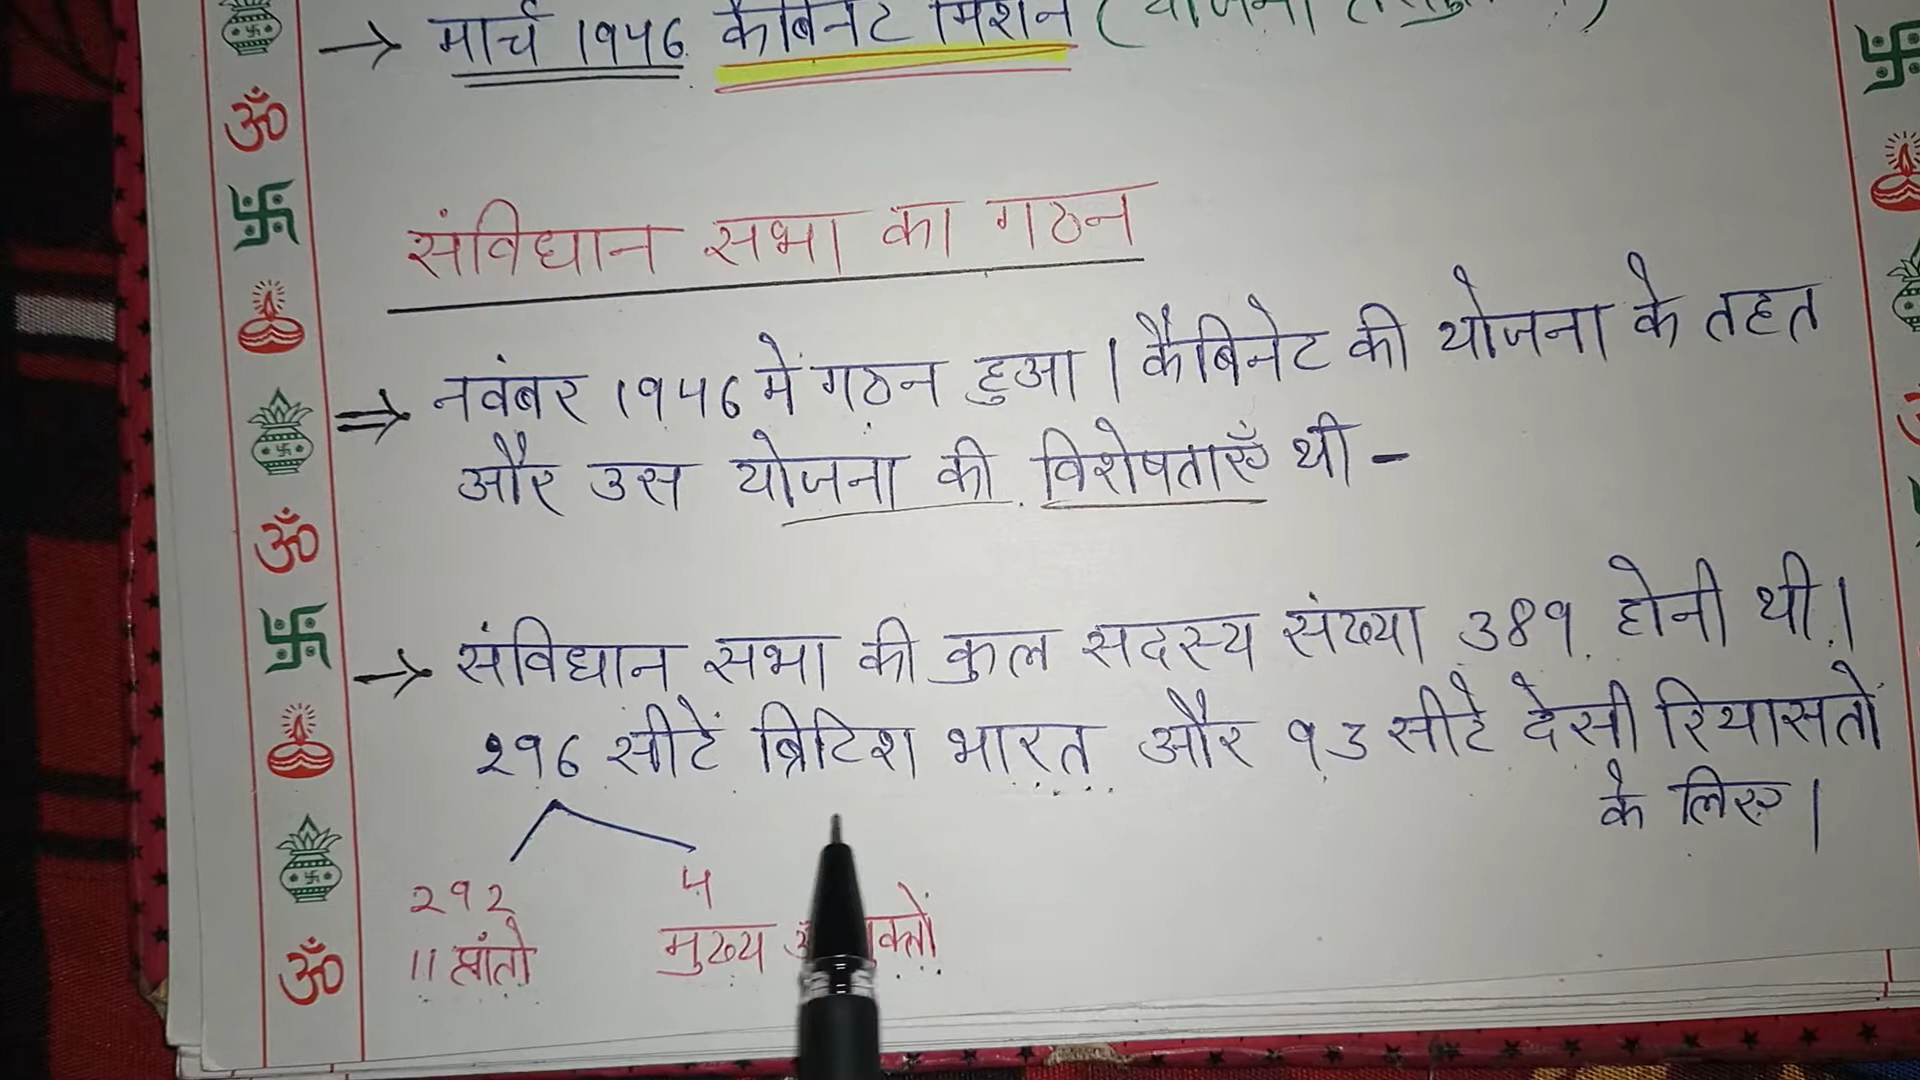 → मार्च 1946 कैबिनेट मिशन (योजना
संविधान सभा का गठन
⇒ नवंबर 1946 में गठन हुआ। कैबिनेट की योजना के तहत
और उस योजना की विशेषताएँ थी -
→ संविधान सभा की कुल सदस्य संख्या 389 होनी थी।
296 सीटें ब्रिटिश भारत और 93 सीटे देसी रियासतों
के लिए।
292 4
11 प्रांतो मुख्य